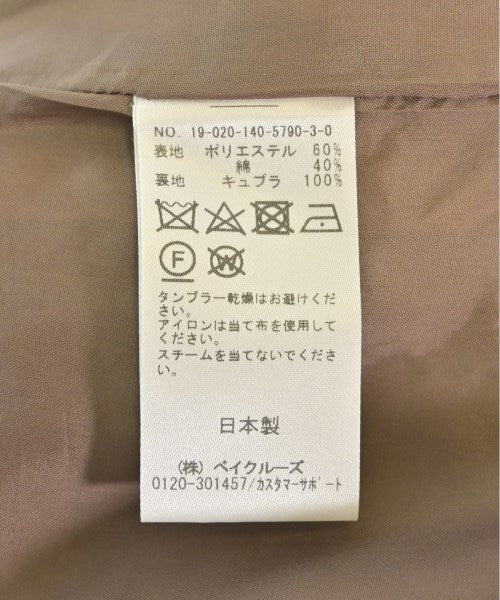 NO. 19-020-140-5790-3-0
表地 ポリエステル 60%
綿 40%
裏地 キュプラ 100%
F W
タンブラー乾燥はお避けくだ
さい。
アイロンは当て布を使用して
ください。
スチームを当てないでくださ
い。
日本製
(株) ベイクルーズ
0120-301457/カスタマーサポート